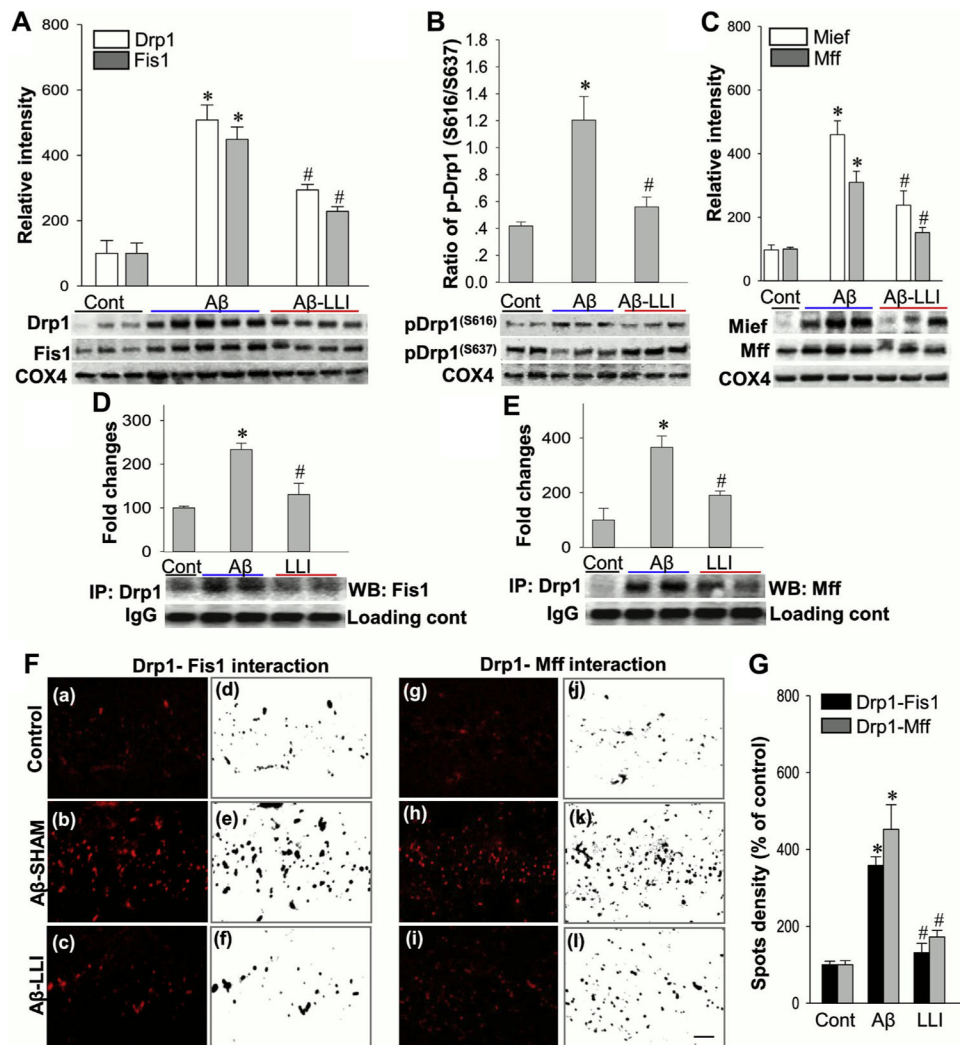 A
800
600
400
200
0
Relative intensity
Drp1
Fis1
*
*
#
#
Cont
Aβ
Aβ-LLI
Drp1
Fis1
COX4
B
1.8
1.6
1.4
1.2
1.0
.8
.6
.4
.2
.0
Ratio of p-Drp1 (S616/S637)
*
#
Cont
Aβ
Aβ-LLI
pDrp1(S616)
pDrp1(S637)
COX4
C
800
600
400
200
0
Relative intensity
Mief
Mff
*
*
#
#
Cont
Aβ
Aβ-LLI
Mief
Mff
COX4
D
300
200
100
0
Fold changes
*
#
Cont
Aβ
LLI
IP: Drp1
WB: Fis1
IgG
Loading cont
E
400
200
0
Fold changes
*
#
Cont
Aβ
LLI
IP: Drp1
WB: Mff
IgG
Loading cont
F
Drp1- Fis1 interaction
Drp1- Mff interaction
Control
(a)
(d)
(g)
(j)
Aβ-SHAM
(b)
(e)
(h)
(k)
Aβ-LLI
(c)
(f)
(i)
(l)
G
800
600
400
200
0
Spots density (% of control)
Drp1-Fis1
Drp1-Mff
*
*
#
#
Cont
Aβ
LLI